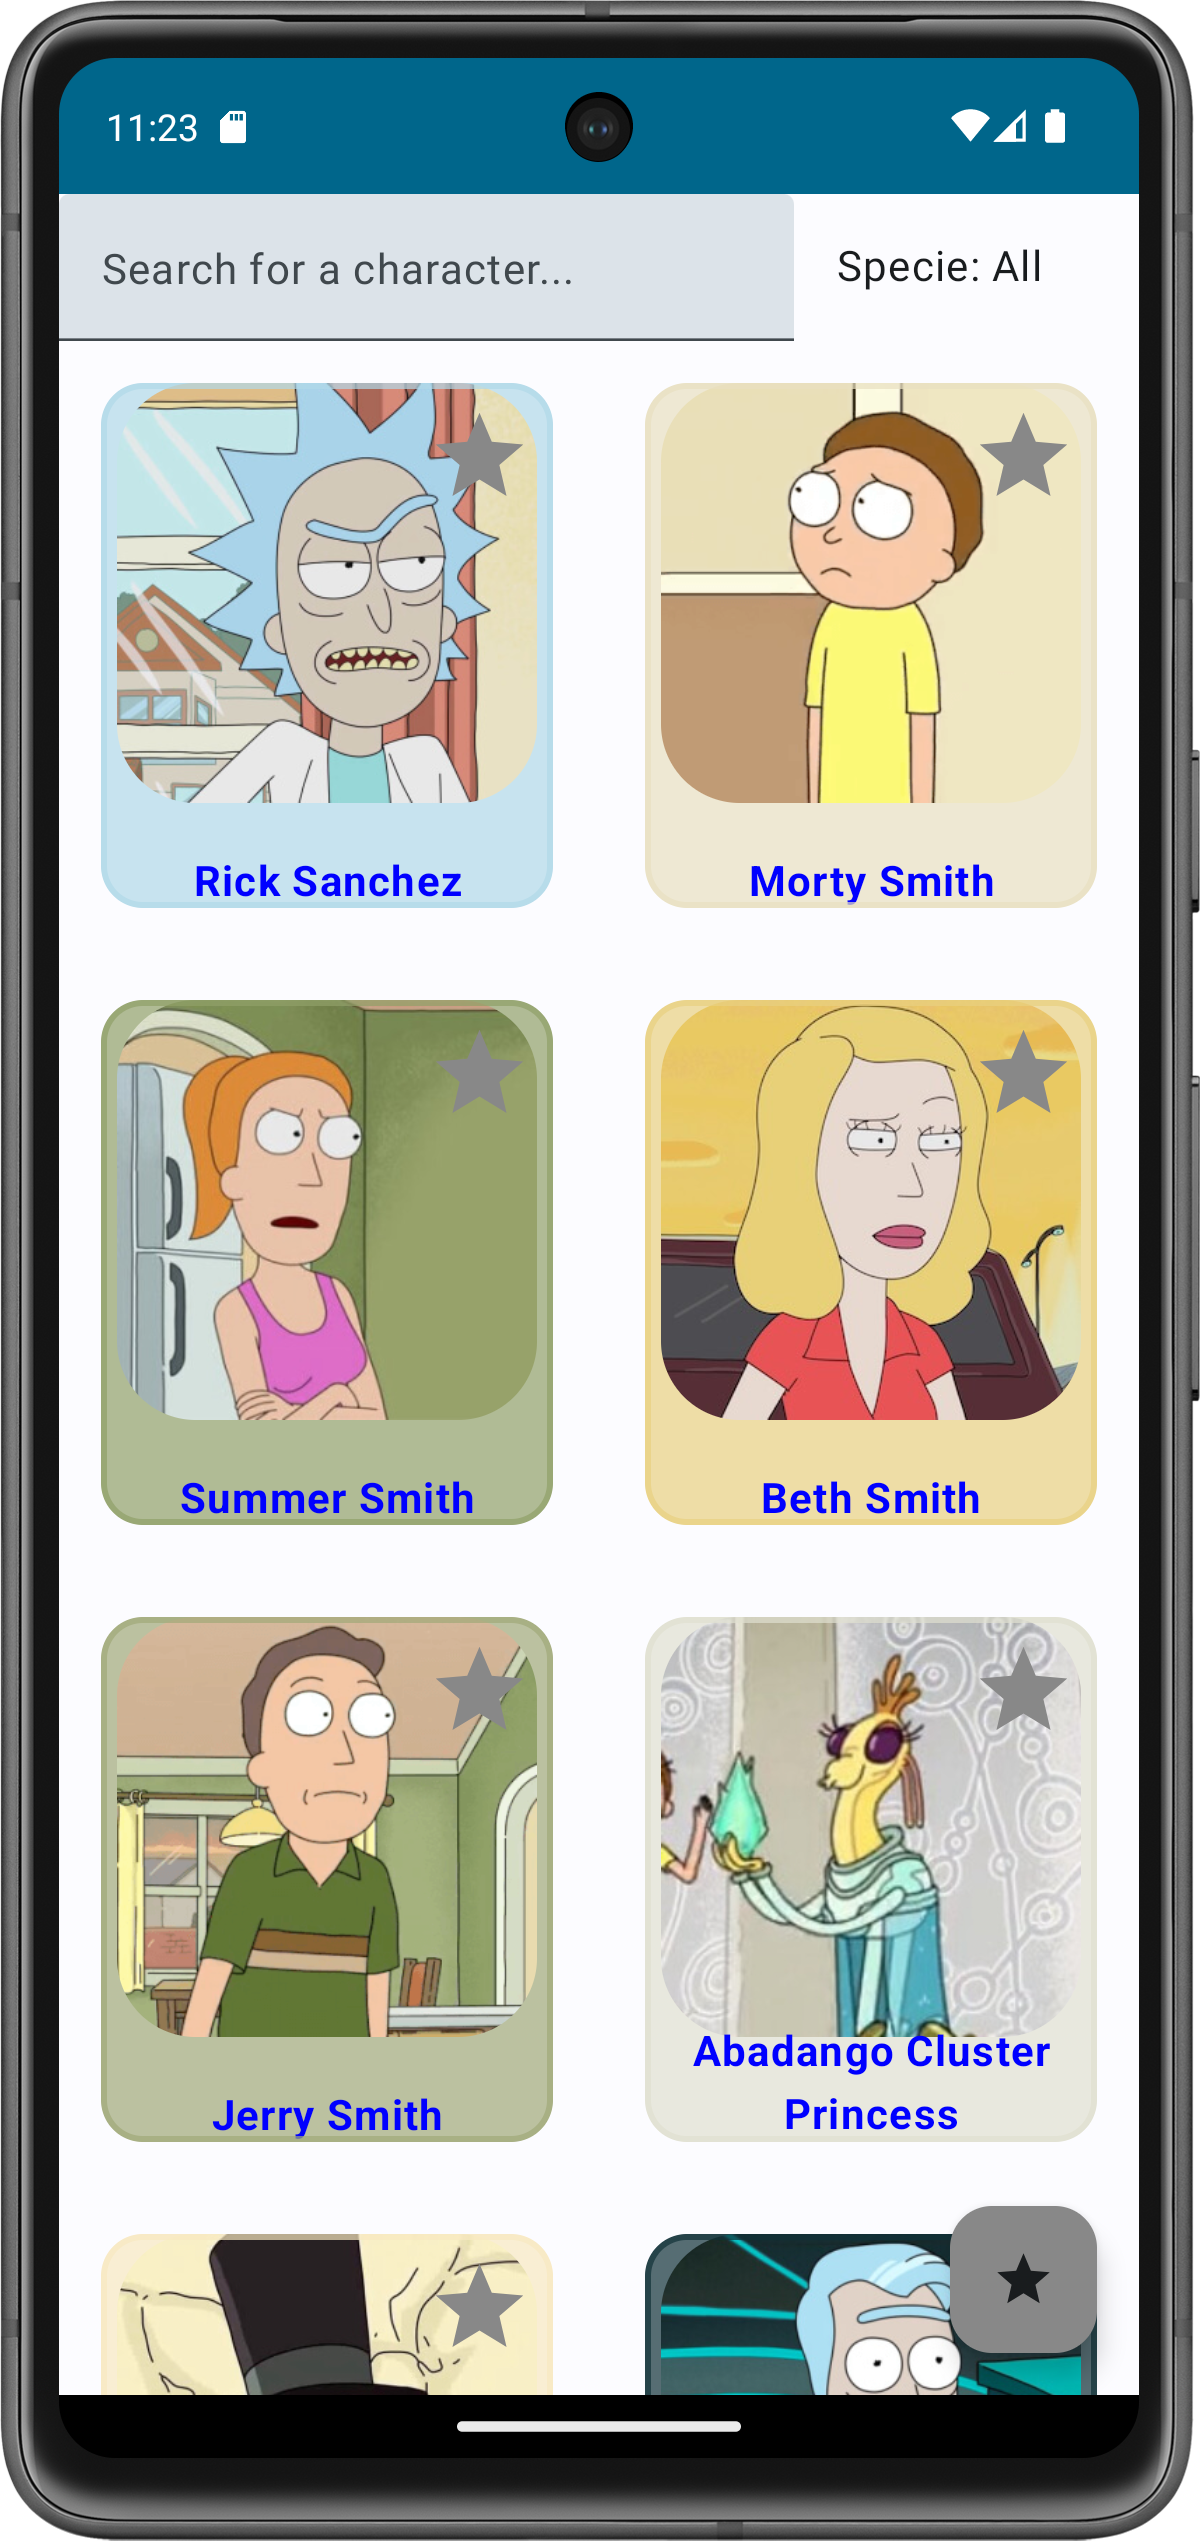 11:23
Search for a character...
Specie: All
Rick Sanchez
Morty Smith
Summer Smith
Beth Smith
Jerry Smith
Abadango Cluster
Princess